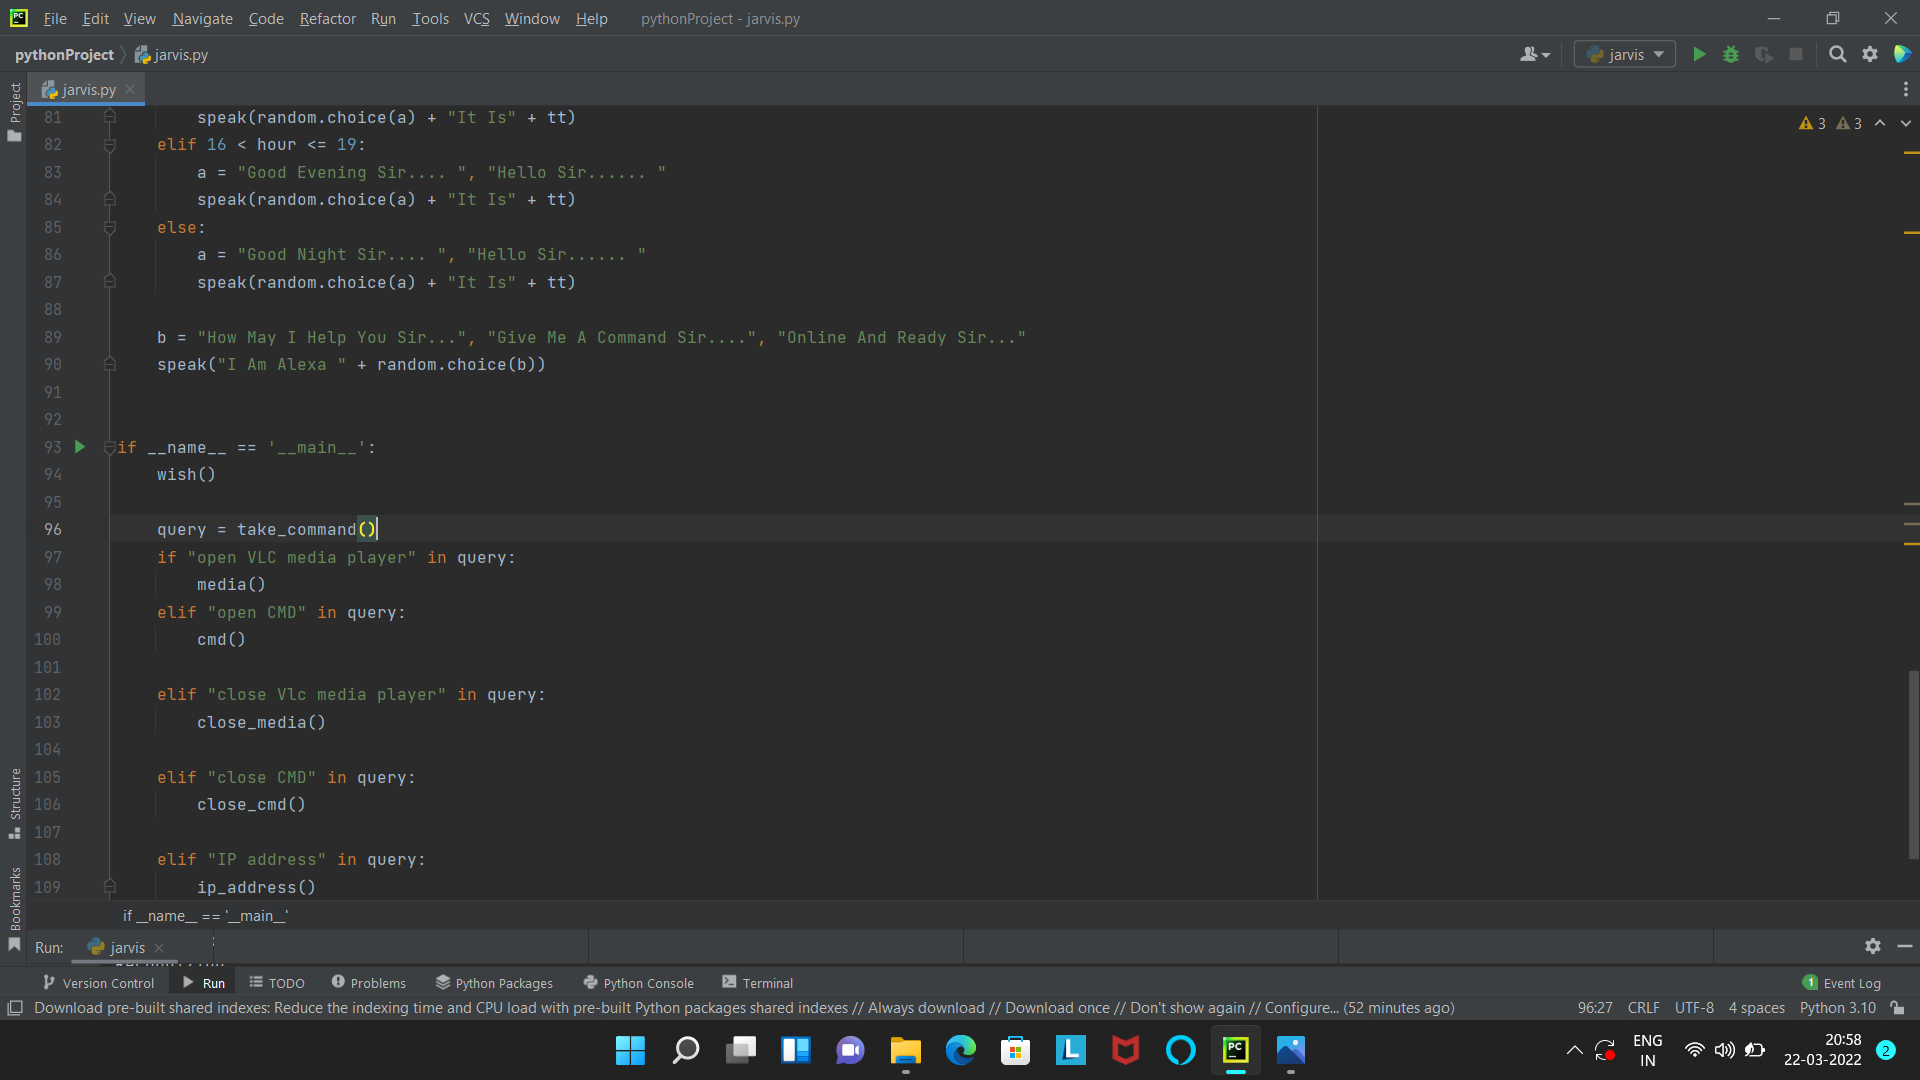 File Edit View Navigate Code Refactor Run Tools VCS Window Help pythonProject - jarvis.py
pythonProject jarvis.py jarvis
Project jarvis.py
81 speak(random.choice(a) + "It Is" + tt)
3 3
82 elif 16 < hour <= 19:
83 a = "Good Evening Sir.... ", "Hello Sir...... "
84 speak(random.choice(a) + "It Is" + tt)
85 else:
86 a = "Good Night Sir.... ", "Hello Sir...... "
87 speak(random.choice(a) + "It Is" + tt)
88
89 b = "How May I Help You Sir...", "Give Me A Command Sir....", "Online And Ready Sir..."
90 speak("I Am Alexa " + random.choice(b))
91
92
93 if __name__ == '__main__':
94 wish()
95
96 query = take_command()
97 if "open VLC media player" in query:
98 media()
99 elif "open CMD" in query:
100 cmd()
101
102 elif "close Vlc media player" in query:
103 close_media()
104
105 elif "close CMD" in query:
106 close_cmd()
107
108 elif "IP address" in query:
109 ip_address()
Structure
Bookmarks
if __name__ == '__main__'
Run: jarvis
Version Control Run TODO Problems Python Packages Python Console Terminal 1 Event Log
Download pre-built shared indexes: Reduce the indexing time and CPU load with pre-built Python packages shared indexes // Always download // Download once // Don't show again // Configure... (52 minutes ago) 96:27 CRLF UTF-8 4 spaces Python 3.10
ENG 20:58
IN 22-03-2022 2